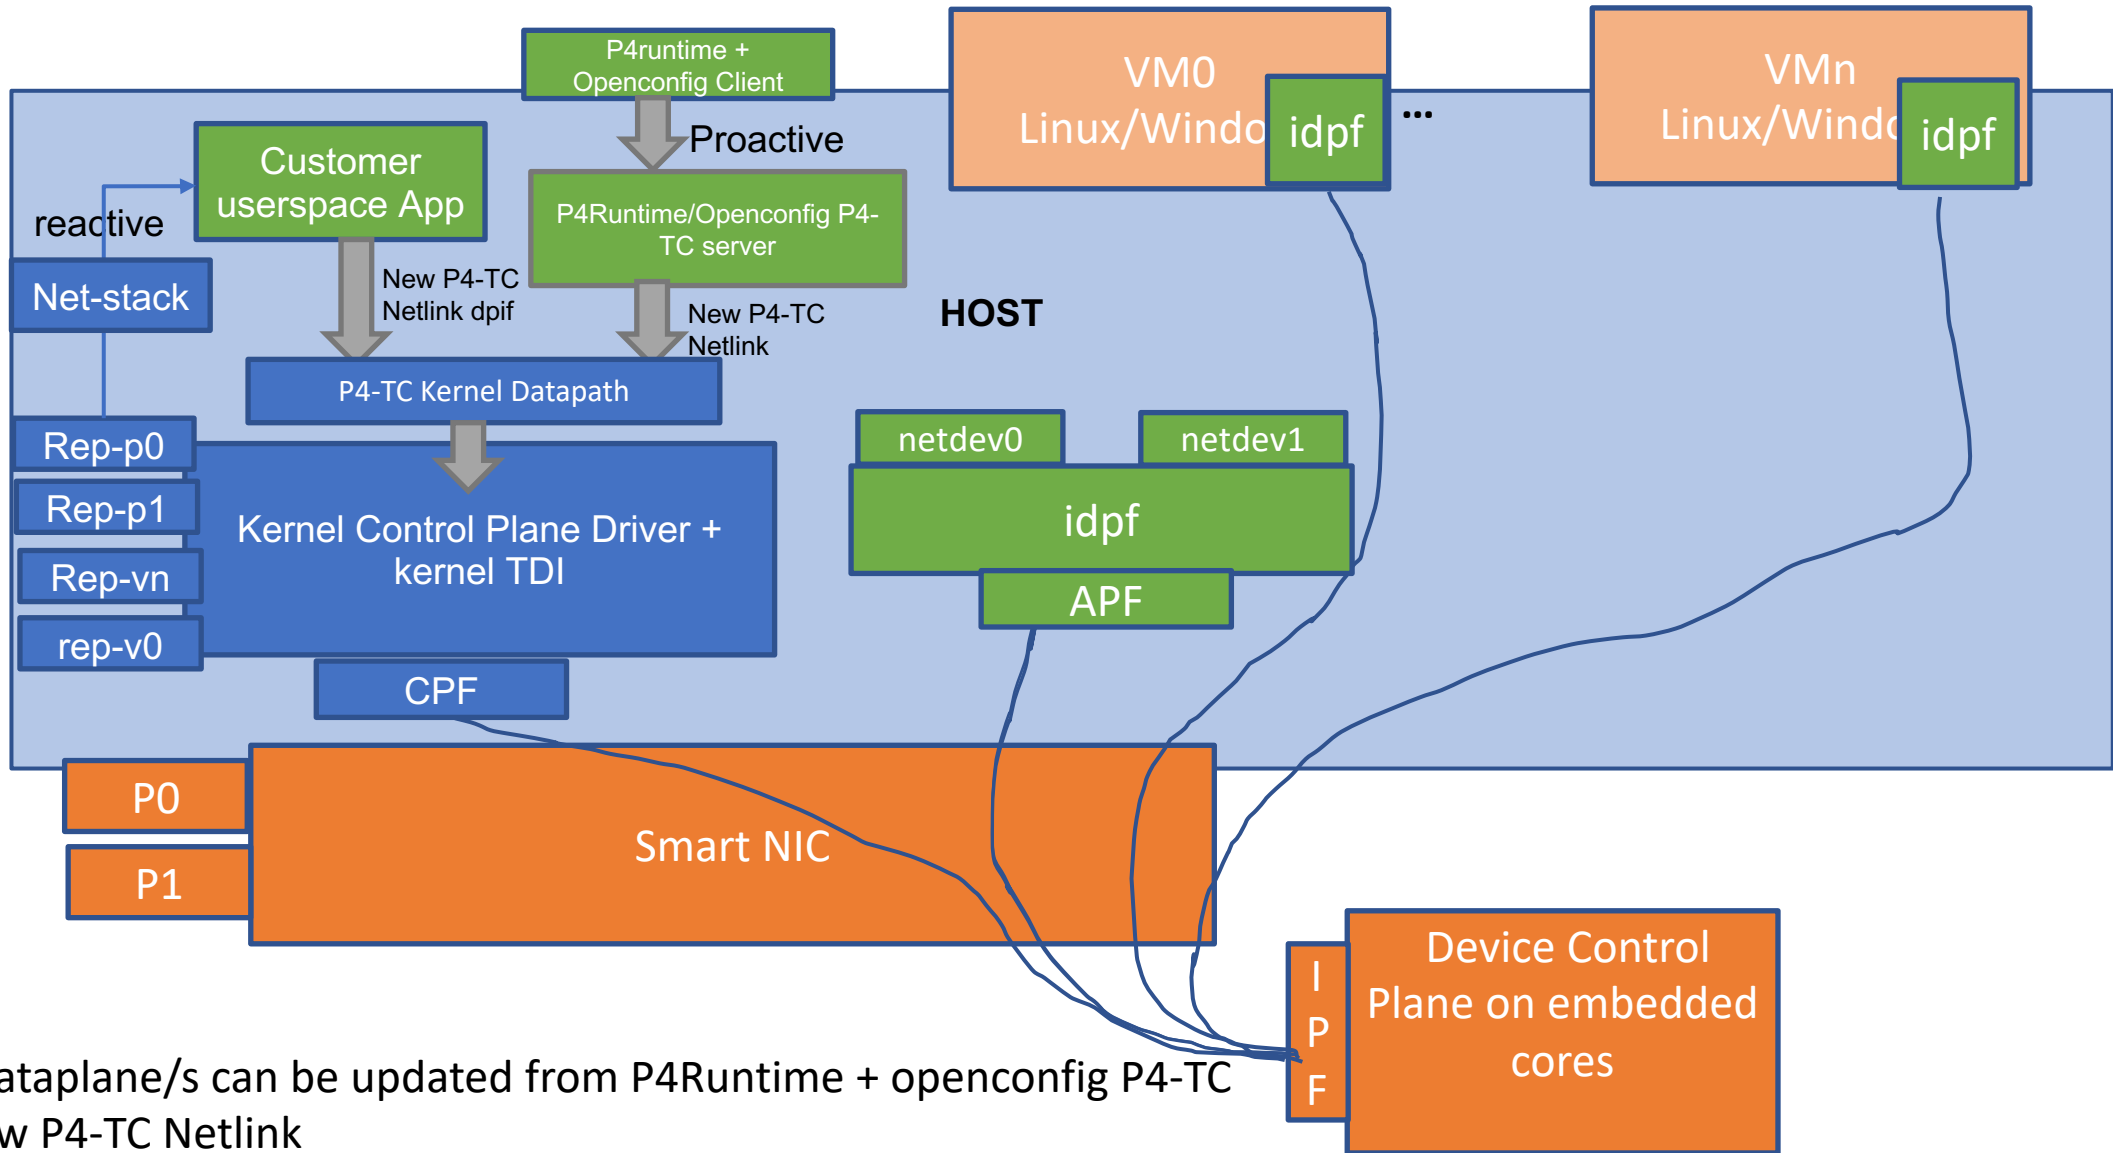 P4runtime +
Openconfig Client
VM0
Linux/Windo
idpf
...
VMn
Linux/Windo
idpf
Proactive
Customer
userspace App
P4Runtime/Openconfig P4-
TC server
reactive
Net-stack
New P4-TC
Netlink dpif
New P4-TC
Netlink
HOST
P4-TC Kernel Datapath
Rep-p0
Rep-p1
Rep-vn
rep-v0
Kernel Control Plane Driver +
kernel TDI
CPF
netdev0
netdev1
idpf
APF
P0
P1
Smart NIC
IPF
Device Control
Plane on embedded
cores
ataplane/s can be updated from P4Runtime + openconfig P4-TC
w P4-TC Netlink